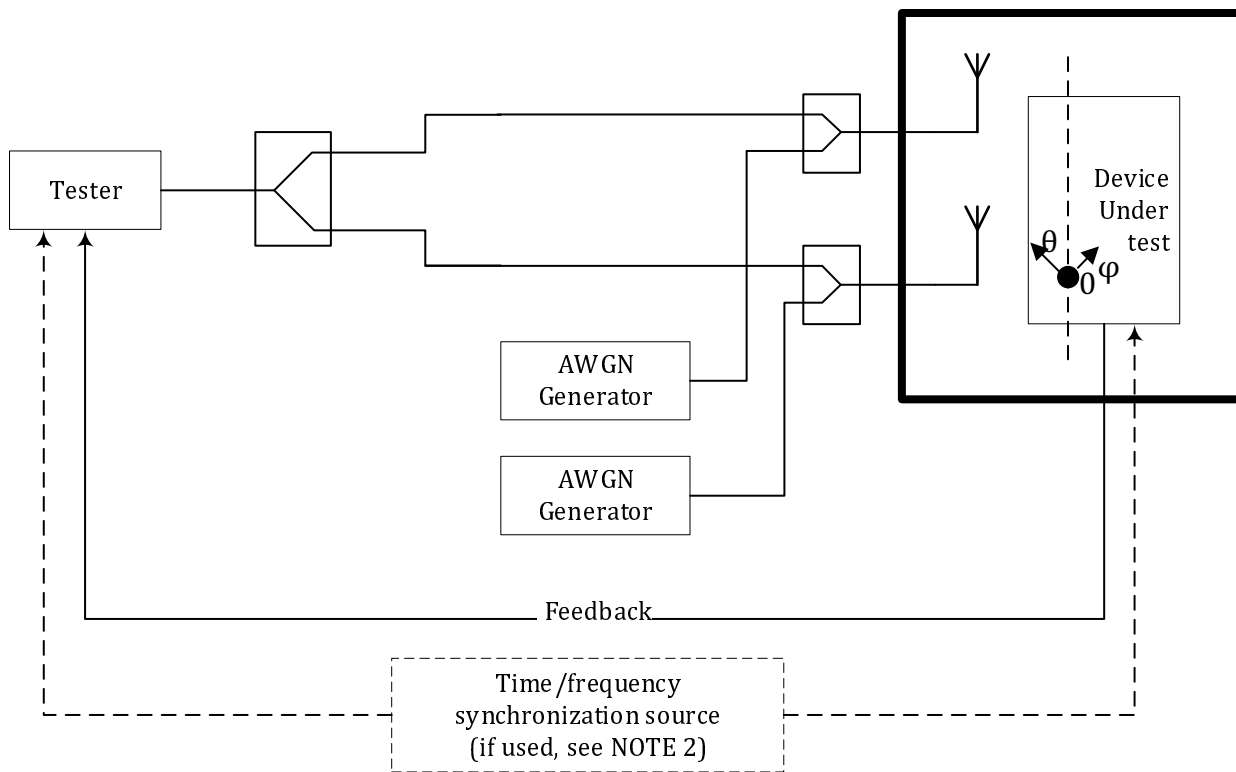 Tester
Device
Under
test
θ
0
φ
AWGN
Generator
AWGN
Generator
Feedback
Time/frequency
synchronization source
(if used, see NOTE 2)